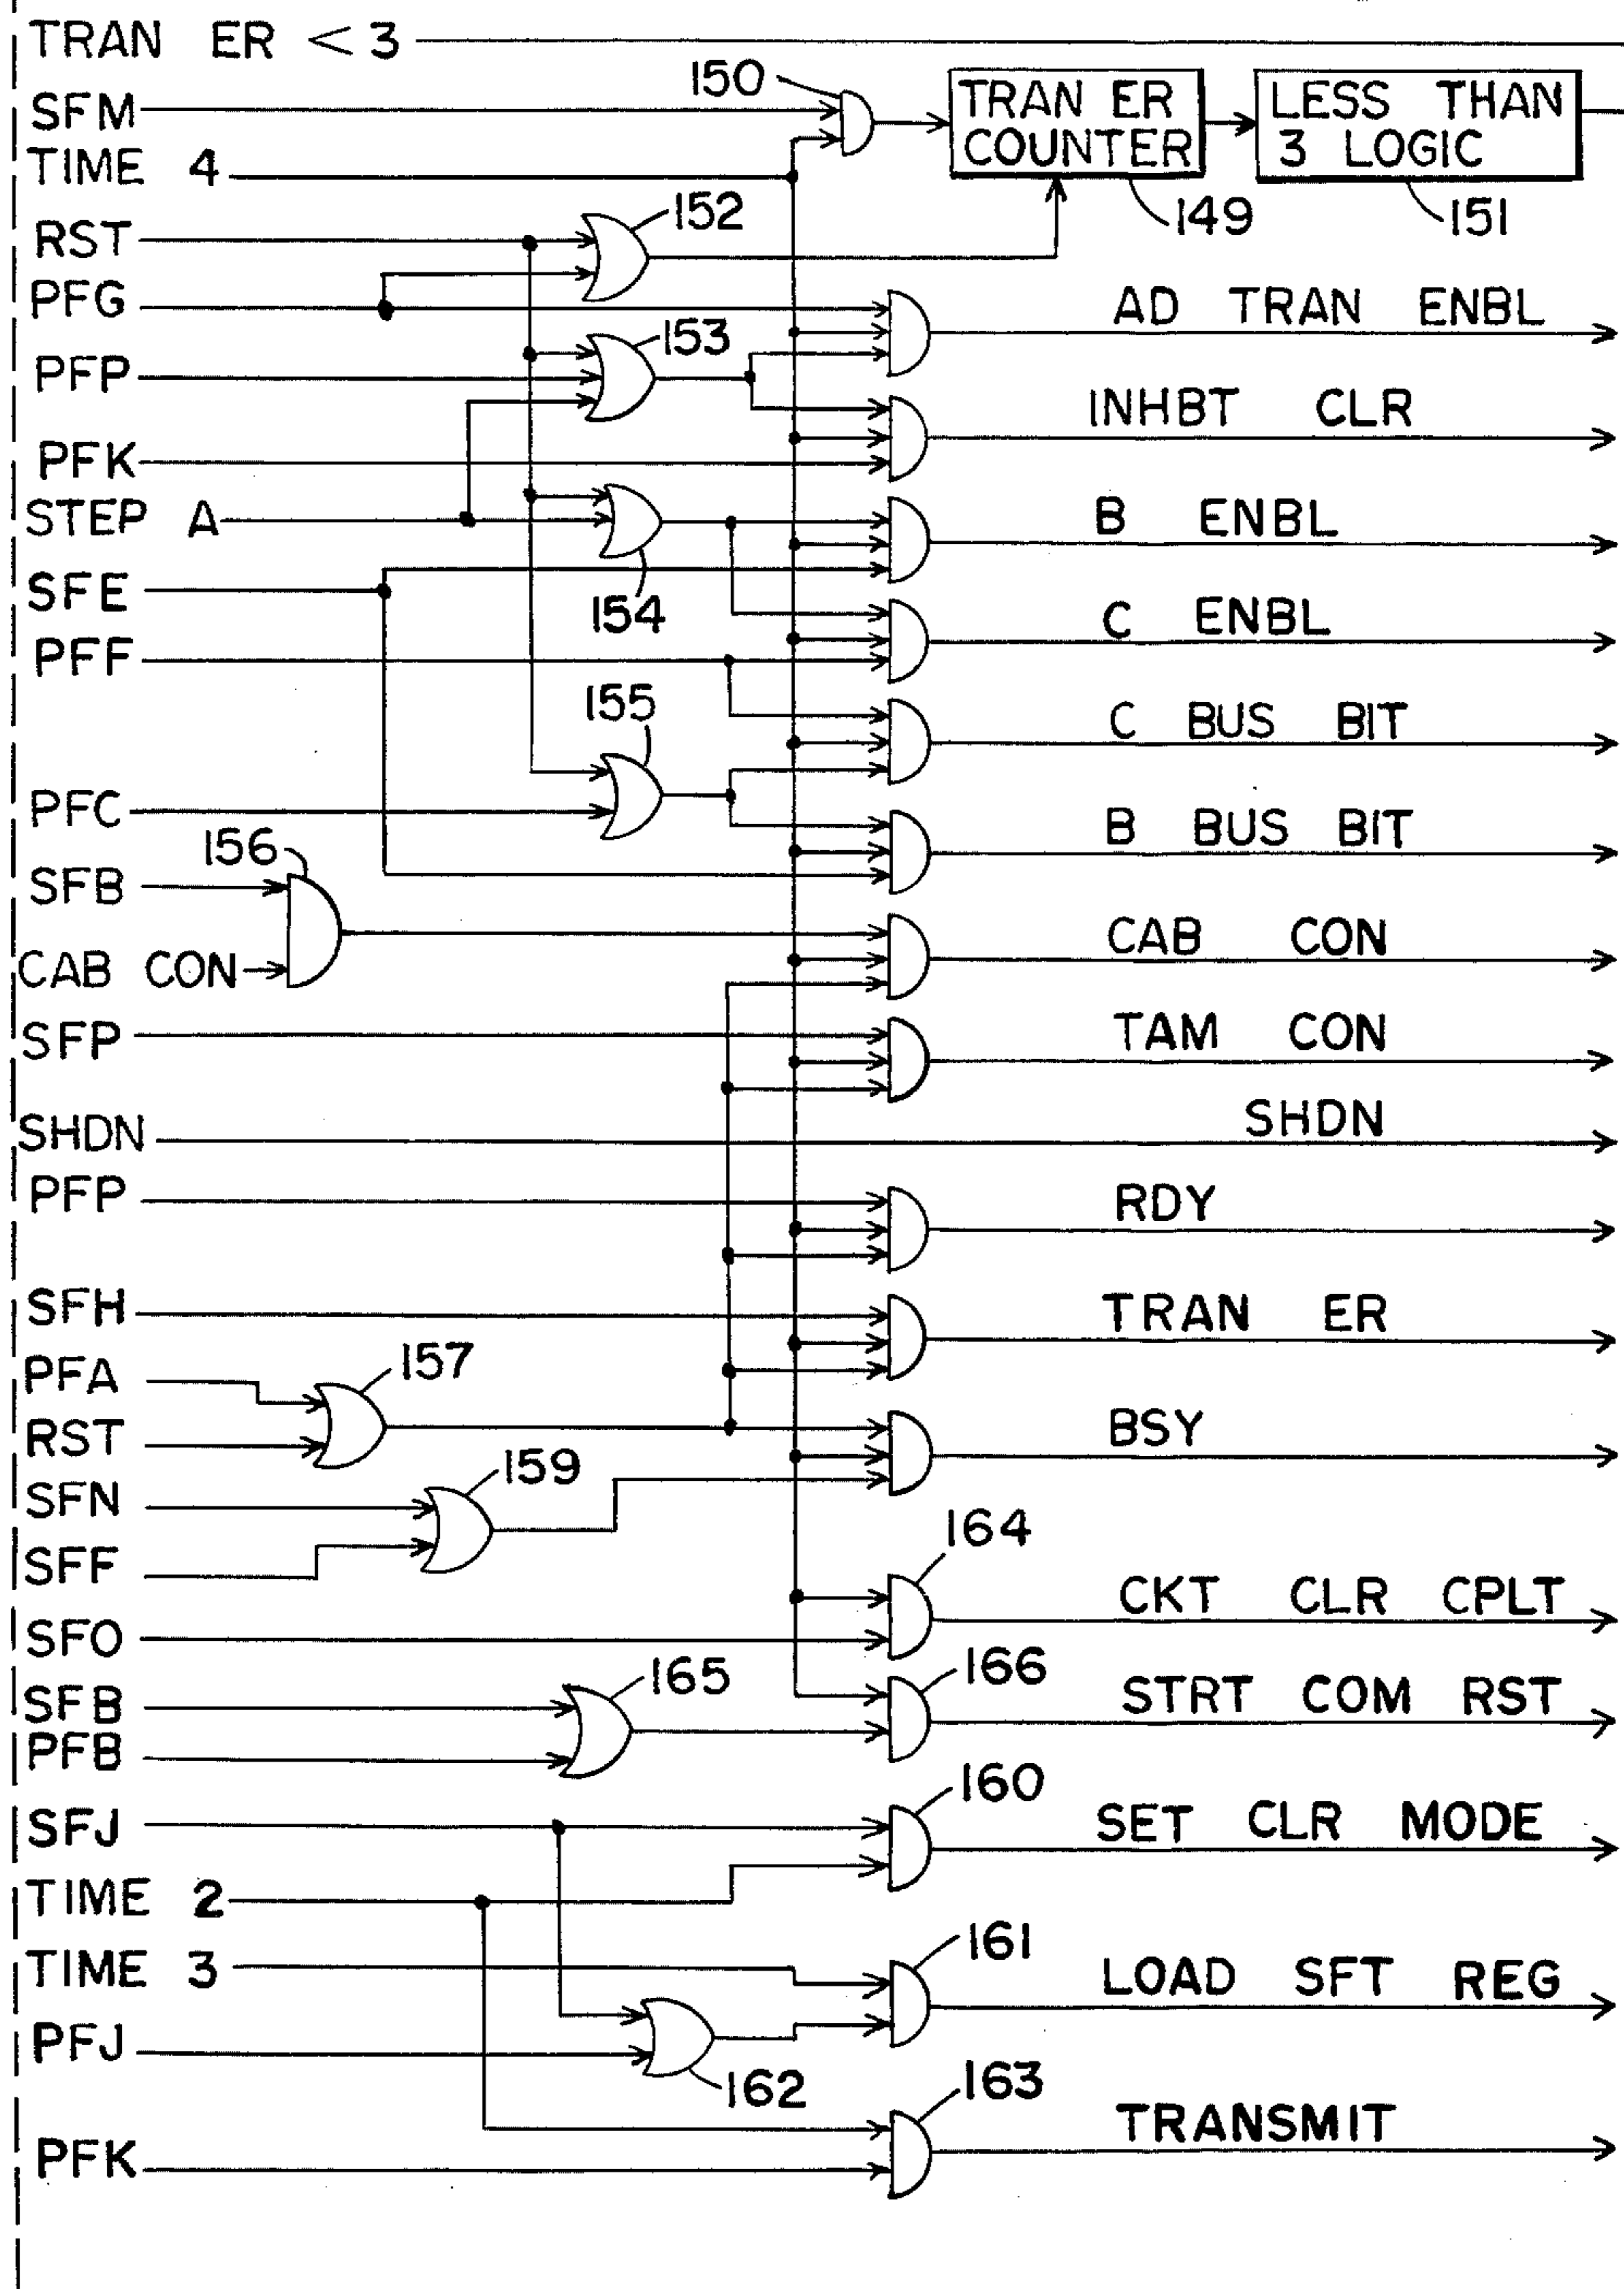 TRAN ER < 3
150
SFM
TRAN ER COUNTER
LESS THAN 3 LOGIC
TIME 4
149
151
RST
152
PFG
AD TRAN ENBL
153
PFP
INHBT CLR
PFK
STEP A
B ENBL
SFE
154
C ENBL
PFF
155
C BUS BIT
PFC
B BUS BIT
156
SFB
CAB CON
CAB CON
SFP
TAM CON
SHDN
SHDN
PFP
RDY
SFH
TRAN ER
PFA
157
RST
BSY
159
SFN
164
SFF
CKT CLR CPLT
SFO
165
166
SFB
STRT COM RST
PFB
160
SFJ
SET CLR MODE
TIME 2
161
TIME 3
LOAD SFT REG
PFJ
162
163
TRANSMIT
PFK